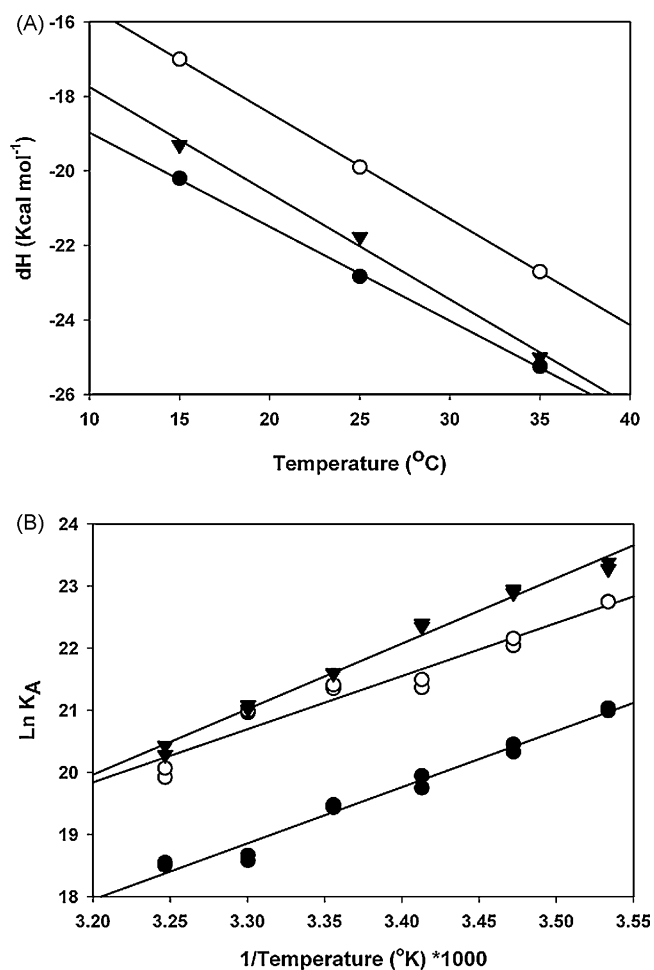 (A)
-16
-18
-20
-22
-24
-26
dH (Kcal mol⁻¹)
10 15 20 25 30 35 40
Temperature (ᴼC)
(B)
24
23
22
21
20
19
18
Ln K_A
3.20 3.25 3.30 3.35 3.40 3.45 3.50 3.55
1/Temperature (ᵒK) *1000